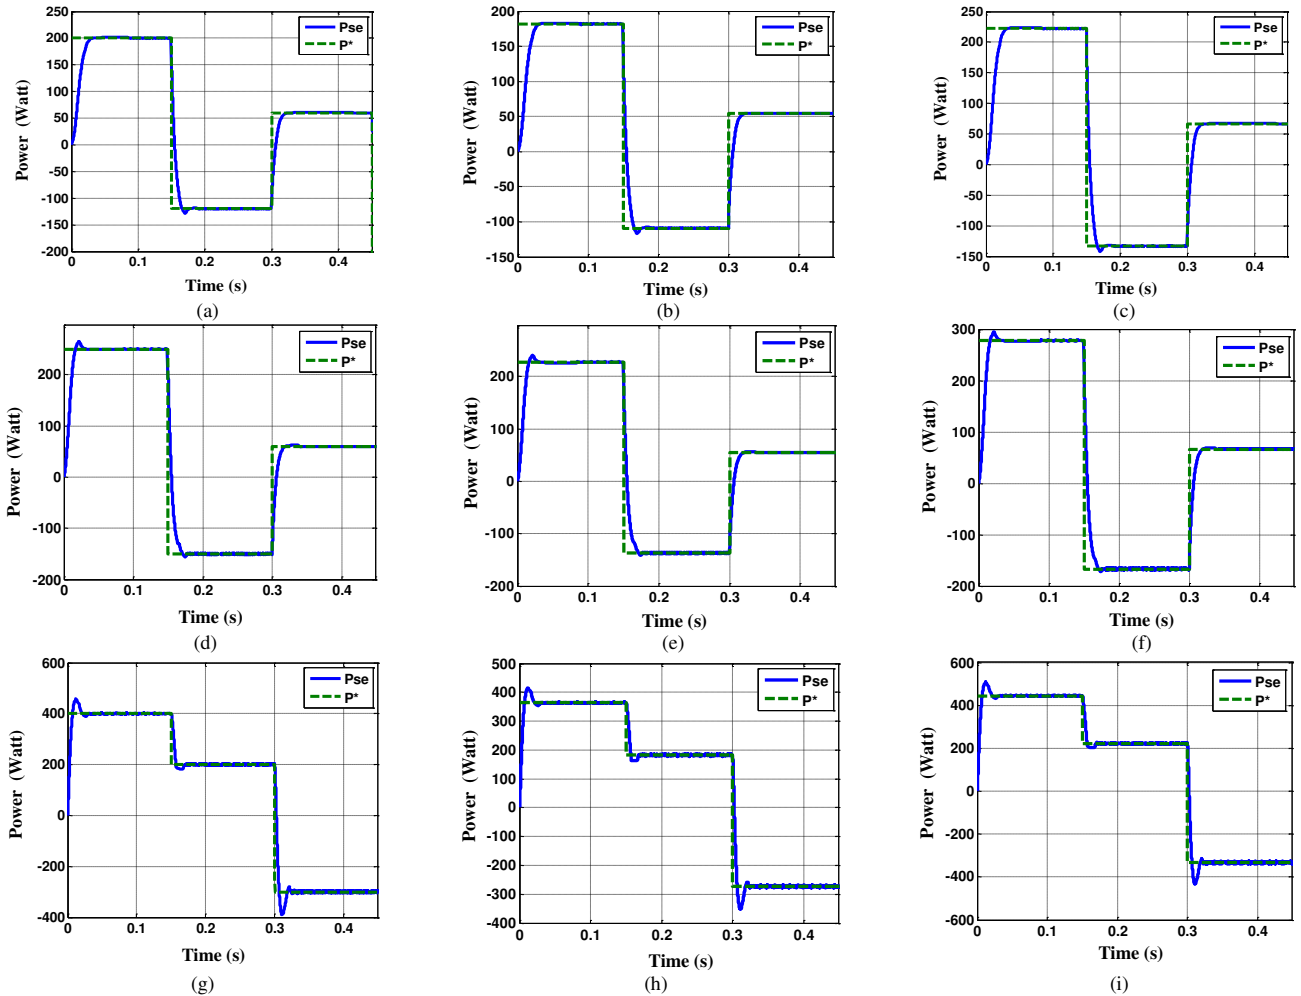 250
200
150
100
50
0
-50
-100
-150
-200
0 0.1 0.2 0.3 0.4
Power (Watt)
Time (s)
Pse
P*
(a)
200
150
100
50
0
50
-100
-150
0 0.1 0.2 0.3 0.4
Power (Watt)
Time (s)
Pse
P*
(b)
250
200
150
100
50
0
-50
-100
-150
0 0.1 0.2 0.3 0.4
Power (Watt)
Time (s)
Pse
P*
(c)
200
100
0
-100
-200
0 0.1 0.2 0.3 0.4
Power (Watt)
Time (s)
Pse
P*
(d)
200
100
0
-100
-200
0 0.1 0.2 0.3 0.4
Power (Watt)
Time (s)
Pse
P*
(e)
300
200
100
0
-100
-200
0 0.1 0.2 0.3 0.4
Power (Watt)
Time (s)
Pse
P*
(f)
600
400
200
0
-200
-400
0 0.1 0.2 0.3 0.4
Power (Watt)
Time (s)
Pse
P*
(g)
500
400
300
200
100
0
-100
-200
-300
-400
0 0.1 0.2 0.3 0.4
Power (Watt)
Time (s)
Pse
P*
(h)
600
400
200
0
-200
-400
-600
0 0.1 0.2 0.3 0.4
Power (Watt)
Time (s)
Pse
P*
(i)